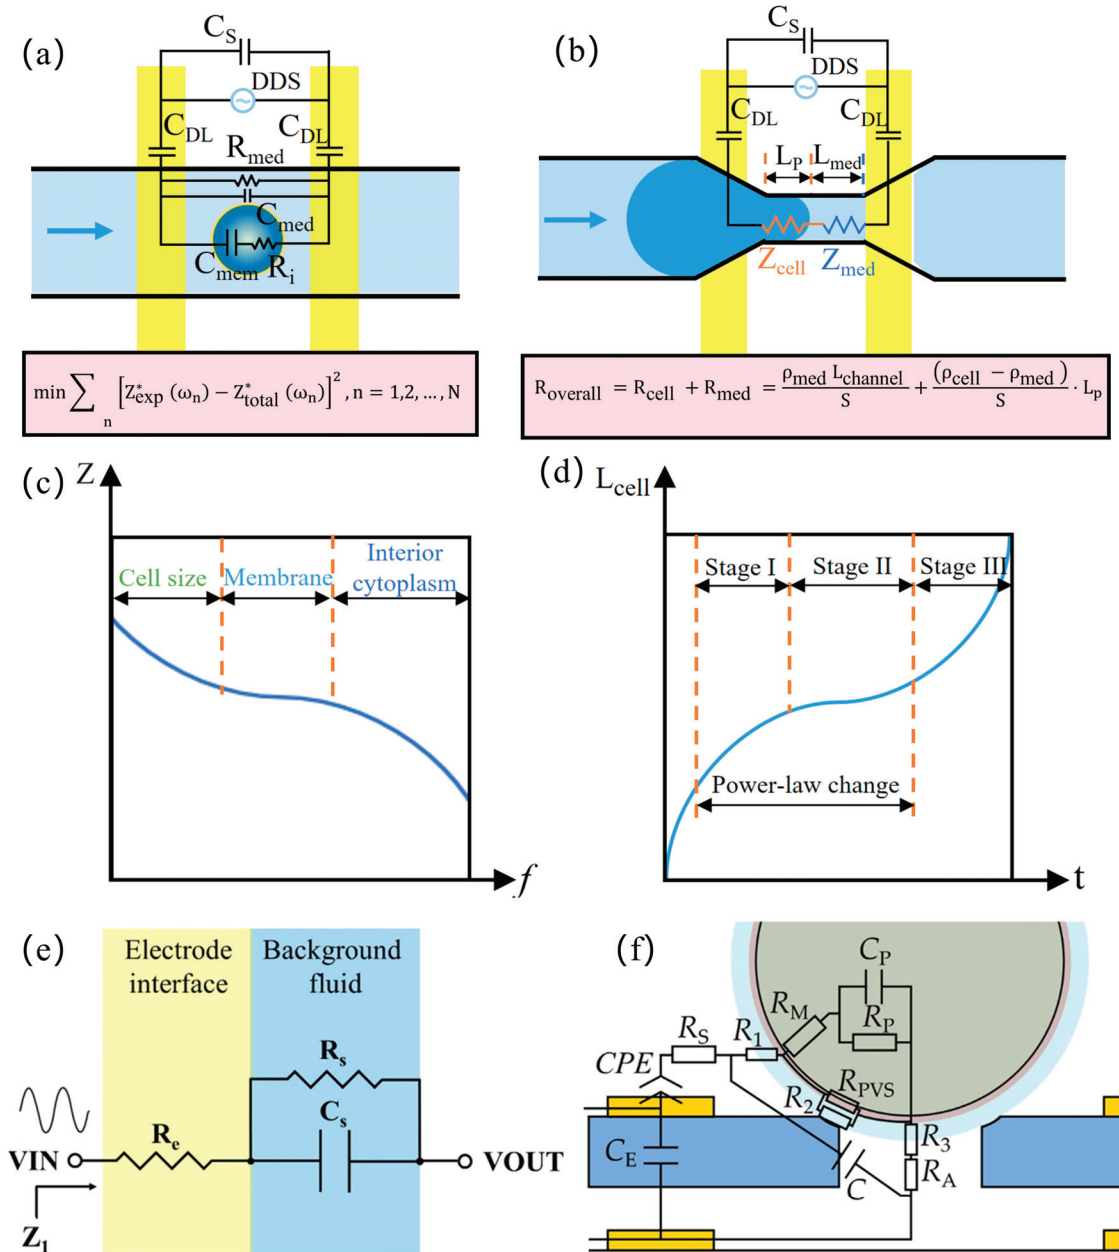 (a)
C_S
DDS
C_DL
C_DL
R_med
C_med
C_mem
R_i
min ∑_n [Z*_exp (ω_n) − Z*_total (ω_n)]², n = 1,2, …, N
(b)
C_S
DDS
C_DL
C_DL
L_P
L_med
Z_cell
Z_med
R_overall = R_cell + R_med = ρ_med L_channel / S + (ρ_cell − ρ_med) / S · L_p
(c)
Z
Cell size
Membrane
Interior
cytoplasm
f
(d)
L_cell
Stage I
Stage II
Stage III
Power-law change
t
(e)
Electrode
interface
Background
fluid
R_s
C_s
R_e
VIN
VOUT
Z_1
(f)
C_P
R_M
R_P
R_S
R_1
CPE
R_PVS
R_2
R_3
C_E
C
R_A